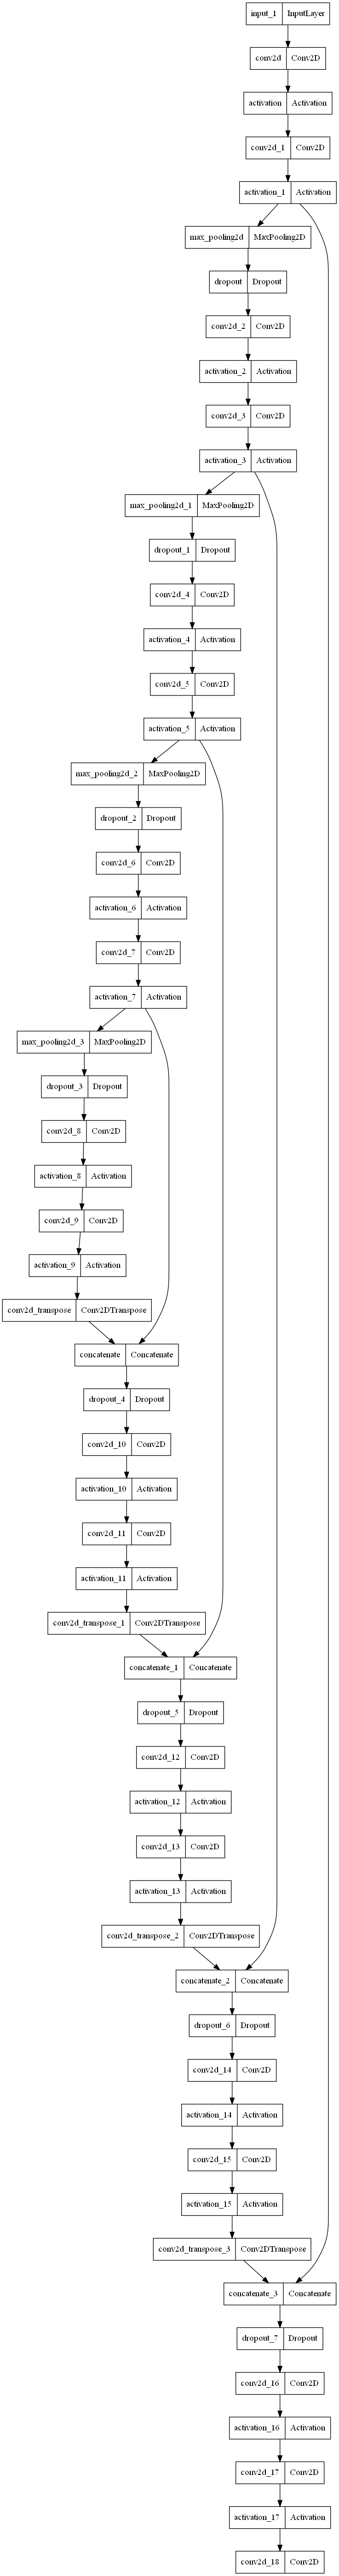 input_1 InputLayer
conv2d Conv2D
activation Activation
conv2d_1 Conv2D
activation_1 Activation
max_pooling2d MaxPooling2D
dropout Dropout
conv2d_2 Conv2D
activation_2 Activation
conv2d_3 Conv2D
activation_3 Activation
max_pooling2d_1 MaxPooling2D
dropout_1 Dropout
conv2d_4 Conv2D
activation_4 Activation
conv2d_5 Conv2D
activation_5 Activation
max_pooling2d_2 MaxPooling2D
dropout_2 Dropout
conv2d_6 Conv2D
activation_6 Activation
conv2d_7 Conv2D
activation_7 Activation
max_pooling2d_3 MaxPooling2D
dropout_3 Dropout
conv2d_8 Conv2D
activation_8 Activation
conv2d_9 Conv2D
activation_9 Activation
conv2d_transpose Conv2DTranspose
concatenate Concatenate
dropout_4 Dropout
conv2d_10 Conv2D
activation_10 Activation
conv2d_11 Conv2D
activation_11 Activation
conv2d_transpose_1 Conv2DTranspose
concatenate_1 Concatenate
dropout_5 Dropout
conv2d_12 Conv2D
activation_12 Activation
conv2d_13 Conv2D
activation_13 Activation
conv2d_transpose_2 Conv2DTranspose
concatenate_2 Concatenate
dropout_6 Dropout
conv2d_14 Conv2D
activation_14 Activation
conv2d_15 Conv2D
activation_15 Activation
conv2d_transpose_3 Conv2DTranspose
concatenate_3 Concatenate
dropout_7 Dropout
conv2d_16 Conv2D
activation_16 Activation
conv2d_17 Conv2D
activation_17 Activation
conv2d_18 Conv2D